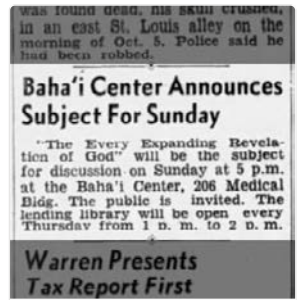 was found dead, his skull crushed,
in an east St. Louis alley on the
morning of Oct. 5. Police said he
had been robbed.
Baha'i Center Announces
Subject For Sunday
"The Every Expanding Revela-
tion of God" will be the subject
for discussion on Sunday at 5 p.m.
at the Baha'i Center, 206 Medical
Bldg. The public is invited. The
lending library will be open every
Thursday from 1 p. m. to 2 p. m.
Warren Presents
Tax Report First